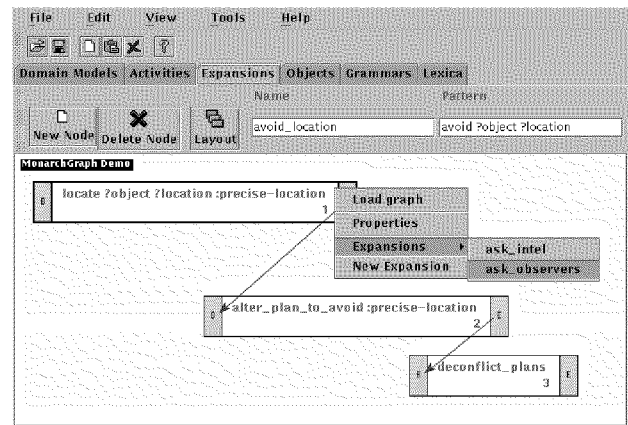 File Edit View Tools Help
?
Domain Models Activities Expansions Objects Grammars Lexica
Name Pattern
New Node Delete Node Layout
avoid_location avoid ?object ?location
MonarchGraph Demo
locate ?object ?location :precise-location
1
Load graph
Properties
Expansions ask_intel
New Expansion ask_observers
alter_plan_to_avoid :precise-location
2
E
deconflict_plans
3
E